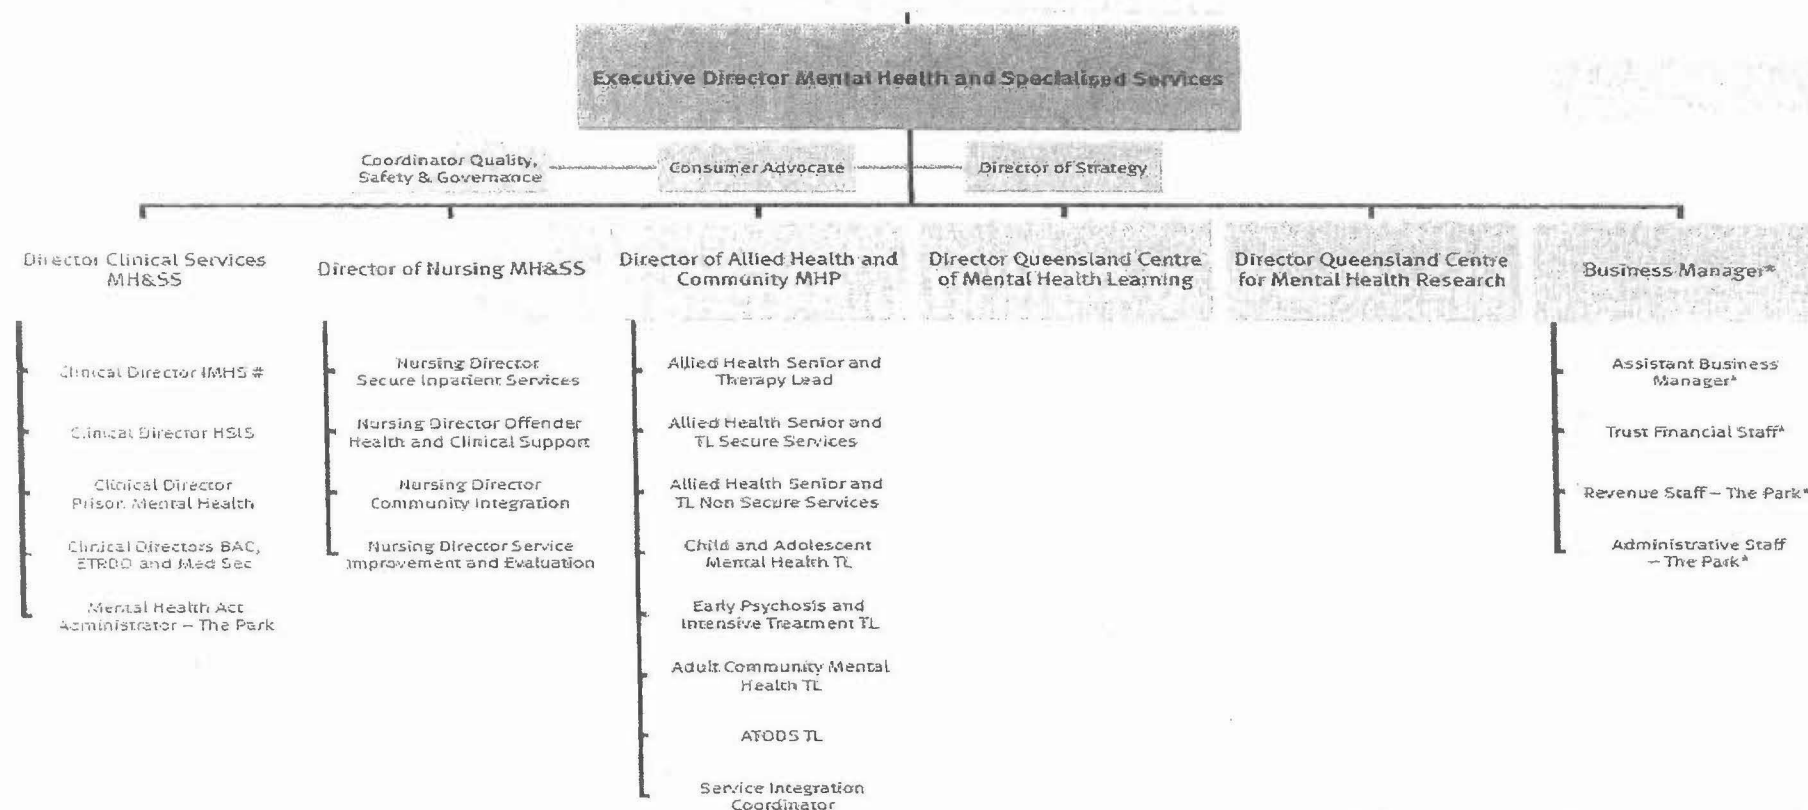 Executive Director Mental Health and Specialised Services
Coordinator Quality,
Safety & Governance
Consumer Advocate
Director of Strategy
Director Clinical Services
MH&SS
Director of Nursing MH&SS
Director of Allied Health and
Community MHP
Director Queensland Centre
of Mental Health Learning
Director Queensland Centre
for Mental Health Research
Business Manager*
Clinical Director IMHS #
Clinical Director HSIS
Clinical Director
Prison Mental Health
Clinical Directors BAC,
ETRDO and Med Sec
Mental Health Act
Administrator – The Park
Nursing Director
Secure Inpatient Services
Nursing Director Offender
Health and Clinical Support
Nursing Director
Community Integration
Nursing Director Service
Improvement and Evaluation
Allied Health Senior and
Therapy Lead
Allied Health Senior and
TL Secure Services
Allied Health Senior and
TL Non Secure Services
Child and Adolescent
Mental Health TL
Early Psychosis and
Intensive Treatment TL
Adult Community Mental
Health TL
ATODS TL
Service Integration
Coordinator
Assistant Business
Manager*
Trust Financial Staff*
Revenue Staff – The Park*
Administrative Staff
– The Park*